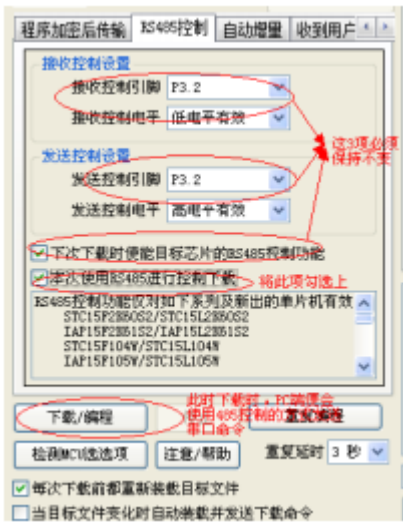 程序加密后传输 RS485控制 自动增量 收到用户
接收控制设置
接收控制引脚 P3.2
接收控制电平 低电平有效
这3项必须
保持不变
发送控制设置
发送控制引脚 P3.2
发送控制电平 高电平有效
下次下载时使能目标芯片的RS485控制功能
本次使用RS485进行控制下载
将此项勾选上
RS485控制功能仅对如下系列及新出的单片机有效
STC15F2K60S2/STC15L2K60S2
IAP15F2K61S2/IAP15L2K61S2
STC15F104W/STC15L104W
IAP15F105W/STC15L105W
下载/编程
此时下载时，PC端便会
使用485控制的
串口命令
重复编程
检测MCU选项
注意/帮助
重复延时 3 秒
每次下载前都重新装载目标文件
当目标文件变化时自动装载并发送下载命令